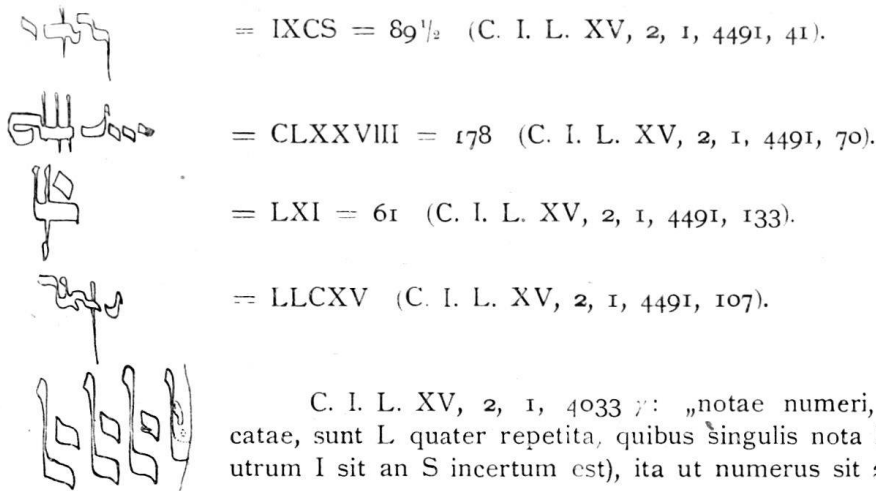 = IXCS = 89 1/2 (C. I. L. XV, 2, 1, 4491, 41).
= CLXXVIII = 178 (C. I. L. XV, 2, 1, 4491, 70).
= LXI = 61 (C. I. L. XV, 2, 1, 4491, 133).
= LLCXV (C. I. L. XV, 2, 1, 4491, 107).
C. I. L. XV, 2, 1, 4033 γ: „notae numeri,
catae, sunt L quater repetita, quibus singulis nota
utrum I sit an S incertum est), ita ut numerus sit